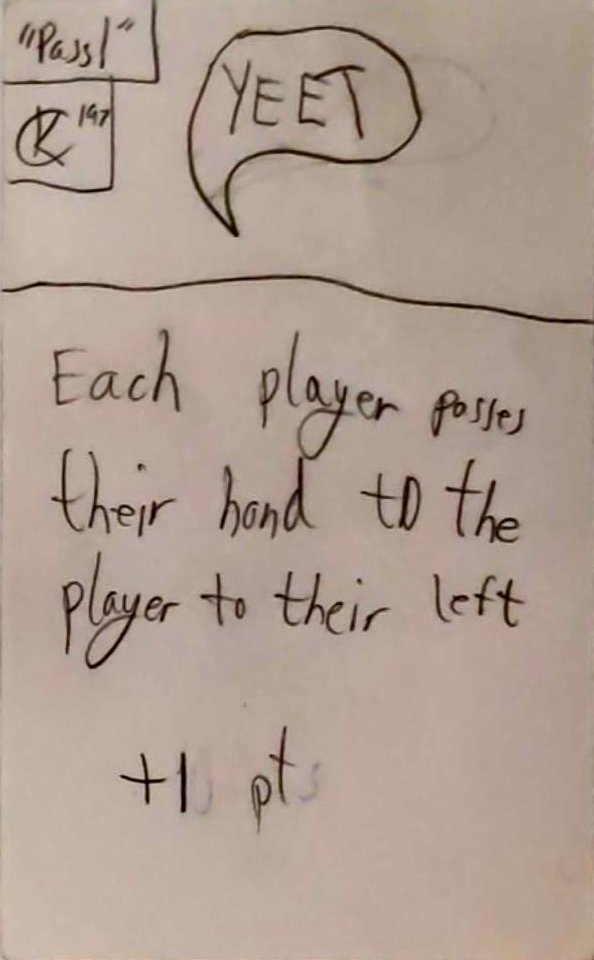 "Pass!"
YEET
197
Each player passes
their hand to the
player to their left
+1 pt